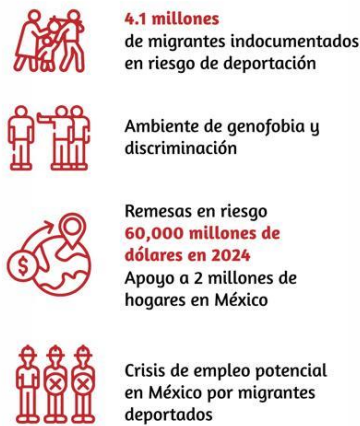 4.1 millones
de migrantes indocumentados
en riesgo de deportación
Ambiente de genofobia y
discriminación
Remesas en riesgo
60,000 millones de
dólares en 2024
Apoyo a 2 millones de
hogares en México
$
Crisis de empleo potencial
en México por migrantes
deportados